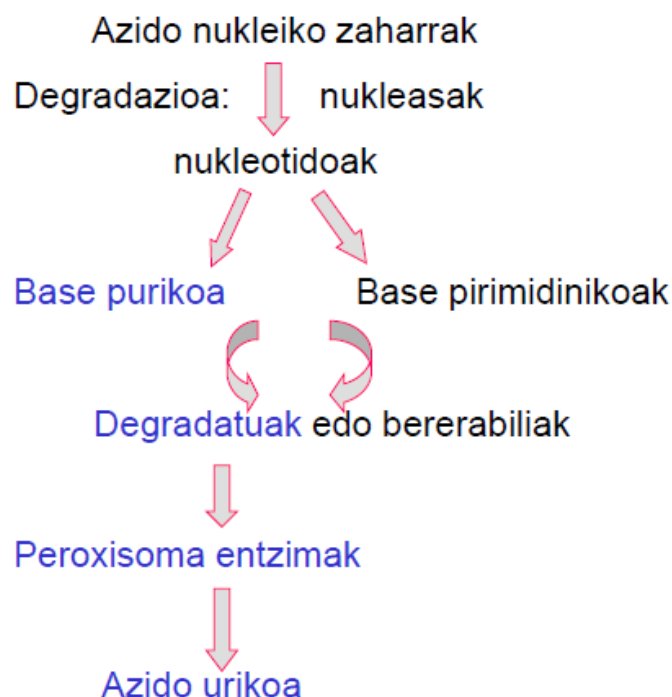 Azido nukleiko zaharrak
Degradazioa: nukleasak
nukleotidoak
Base purikoa Base pirimidinikoak
Degradatuak edo bererabiliak
Peroxisoma entzimak
Azido urikoa